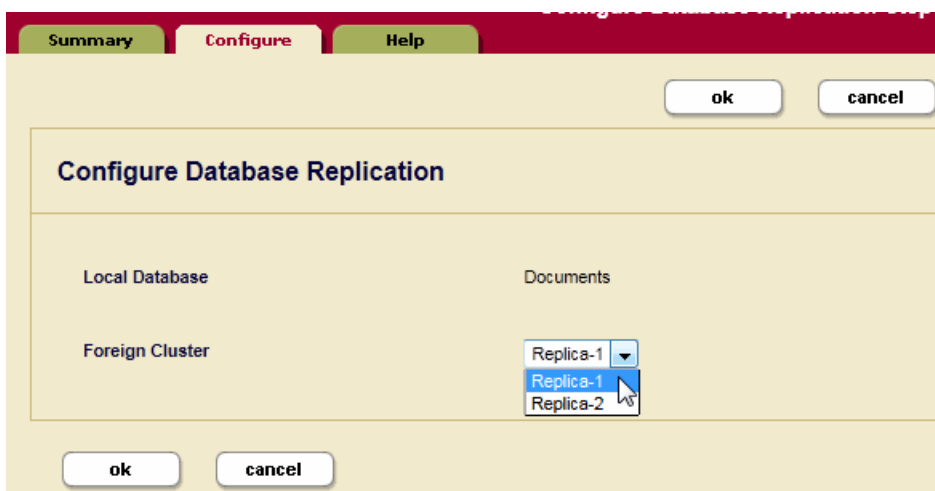 Summary Configure Help
ok cancel
Configure Database Replication
Local Database Documents
Foreign Cluster Replica-1
Replica-1
Replica-2
ok cancel